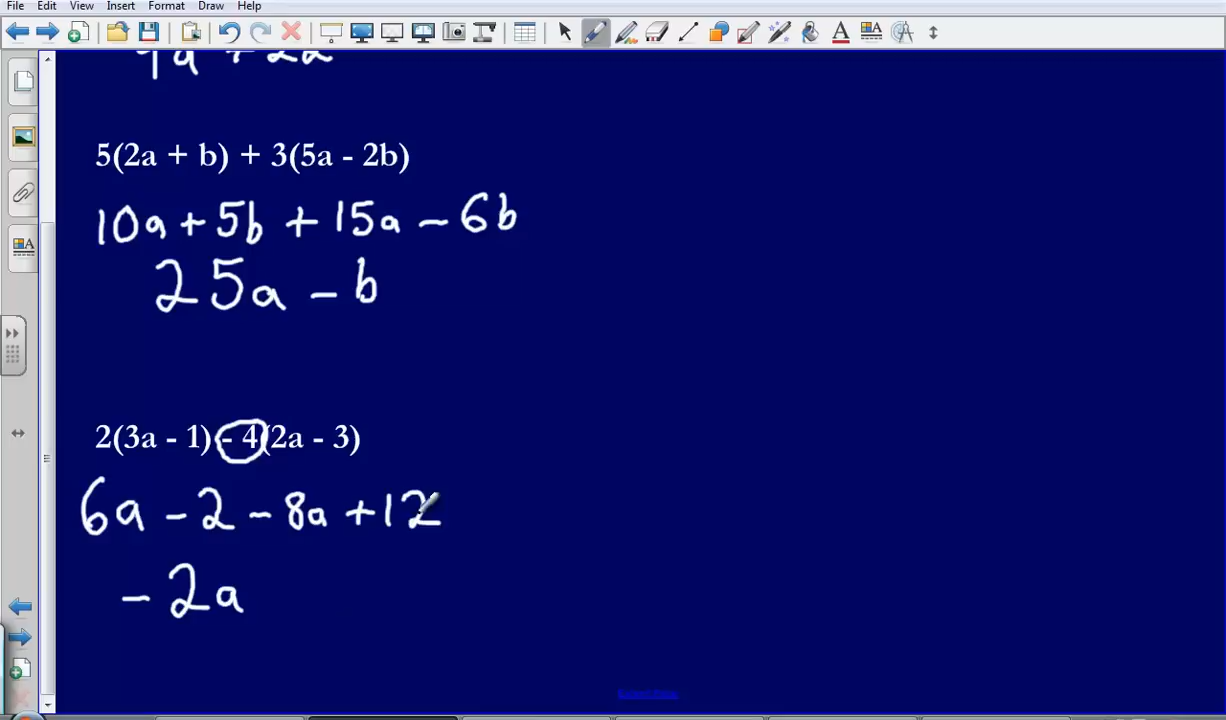 File Edit View Insert Format Draw Help
5(2a + b) + 3(5a - 2b)
10a + 5b + 15a - 6b
25a - b
2(3a - 1) - 4(2a - 3)
6a - 2 - 8a + 12
- 2a